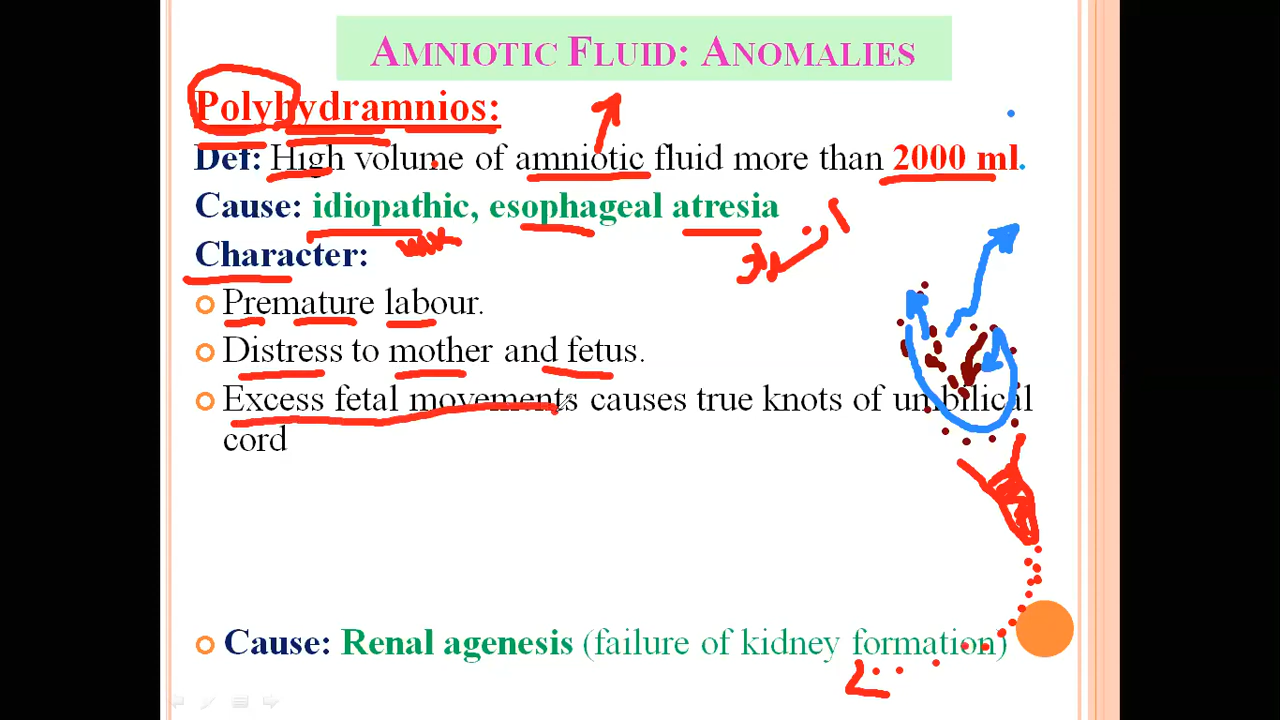 AMNIOTIC FLUID: ANOMALIES
Polyhydramnios:
Def: High volume of amniotic fluid more than 2000 ml.
Cause: idiopathic, esophageal atresia
Character:
Premature labour.
Distress to mother and fetus.
Excess fetal movements causes true knots of umbilical
cord
Cause: Renal agenesis (failure of kidney formation)